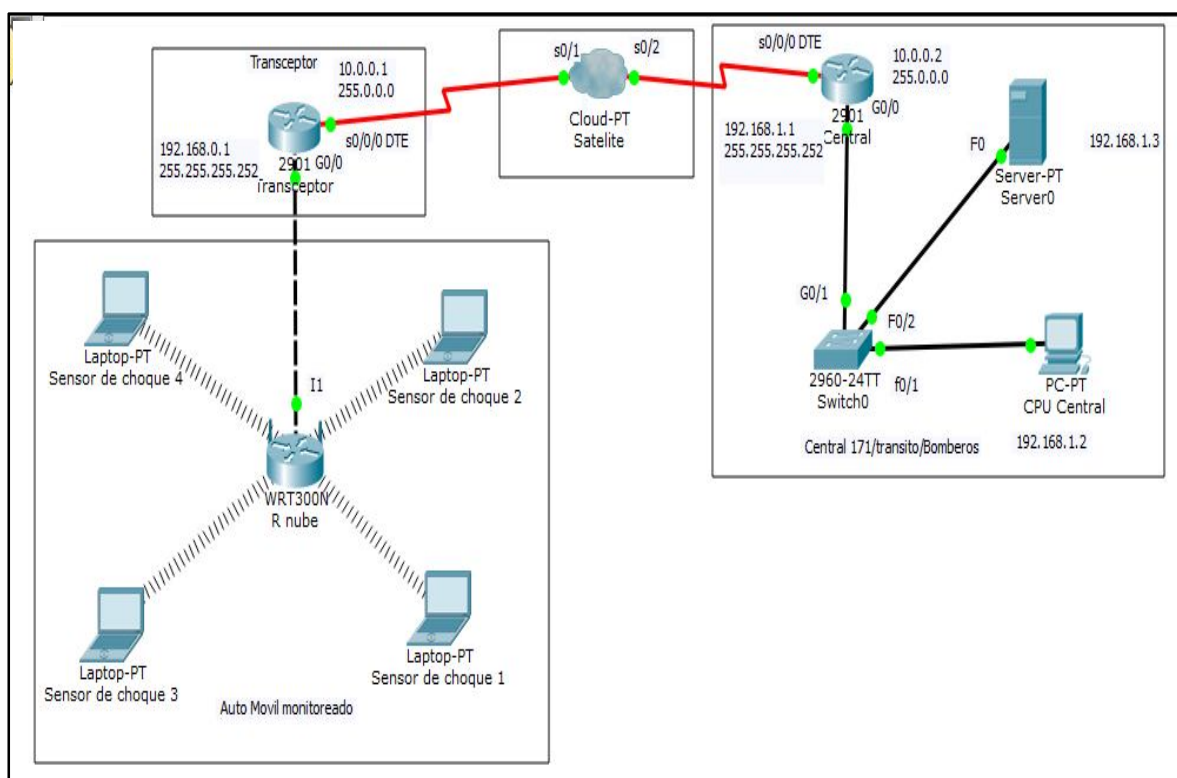 Transceptor
10.0.0.1
255.0.0.0
s0/0/0 DTE
192.168.0.1
255.255.255.252
2901
G0/0
Transceptor
s0/1
s0/2
Cloud-PT
Satelite
s0/0/0 DTE
10.0.0.2
255.0.0.0
G0/0
2901
Central
192.168.1.1
255.255.255.252
F0
192.168.1.3
Server-PT
Server0
G0/1
F0/2
f0/1
2960-24TT
Switch0
PC-PT
CPU Central
192.168.1.2
Central 171/transito/Bomberos
Laptop-PT
Sensor de choque 4
Laptop-PT
Sensor de choque 2
I1
WRT300N
R nube
Laptop-PT
Sensor de choque 3
Laptop-PT
Sensor de choque 1
Auto Movil monitoreado